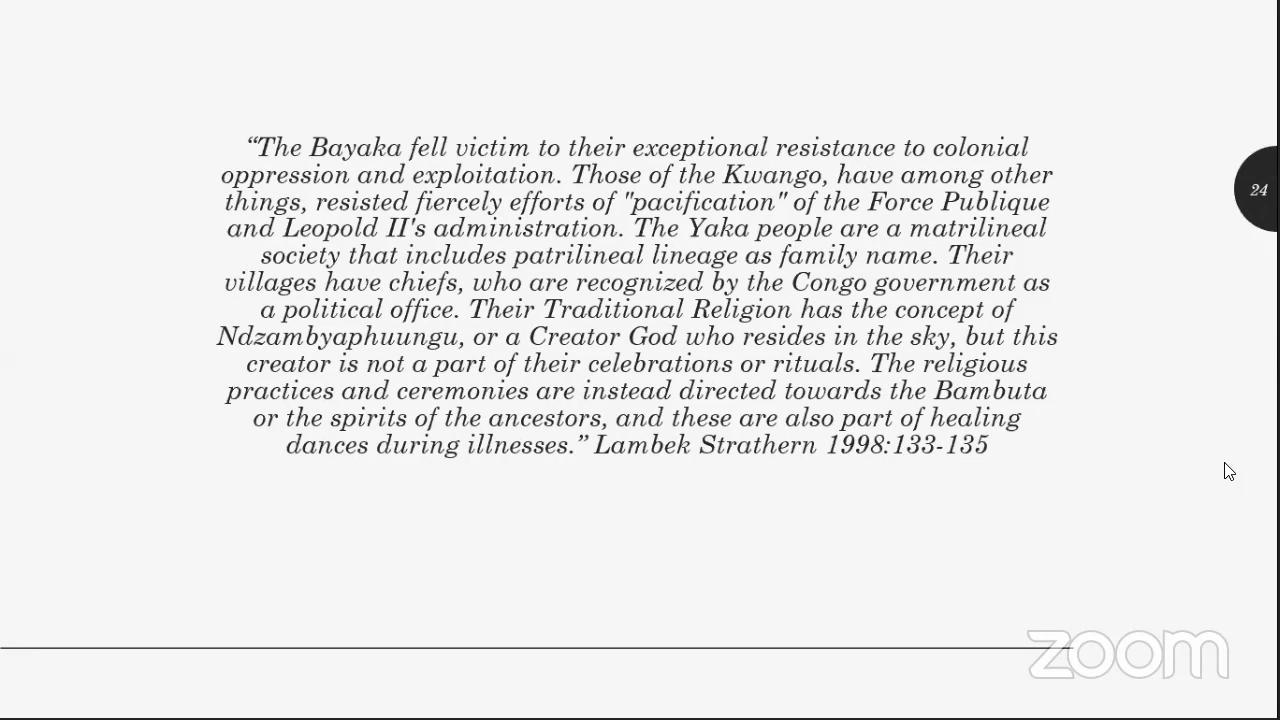 “The Bayaka fell victim to their exceptional resistance to colonial
oppression and exploitation. Those of the Kwango, have among other
things, resisted fiercely efforts of "pacification" of the Force Publique
and Leopold II's administration. The Yaka people are a matrilineal
society that includes patrilineal lineage as family name. Their
villages have chiefs, who are recognized by the Congo government as
a political office. Their Traditional Religion has the concept of
Ndzambyaphuungu, or a Creator God who resides in the sky, but this
creator is not a part of their celebrations or rituals. The religious
practices and ceremonies are instead directed towards the Bambuta
or the spirits of the ancestors, and these are also part of healing
dances during illnesses.” Lambek Strathern 1998:133-135
24
zoom